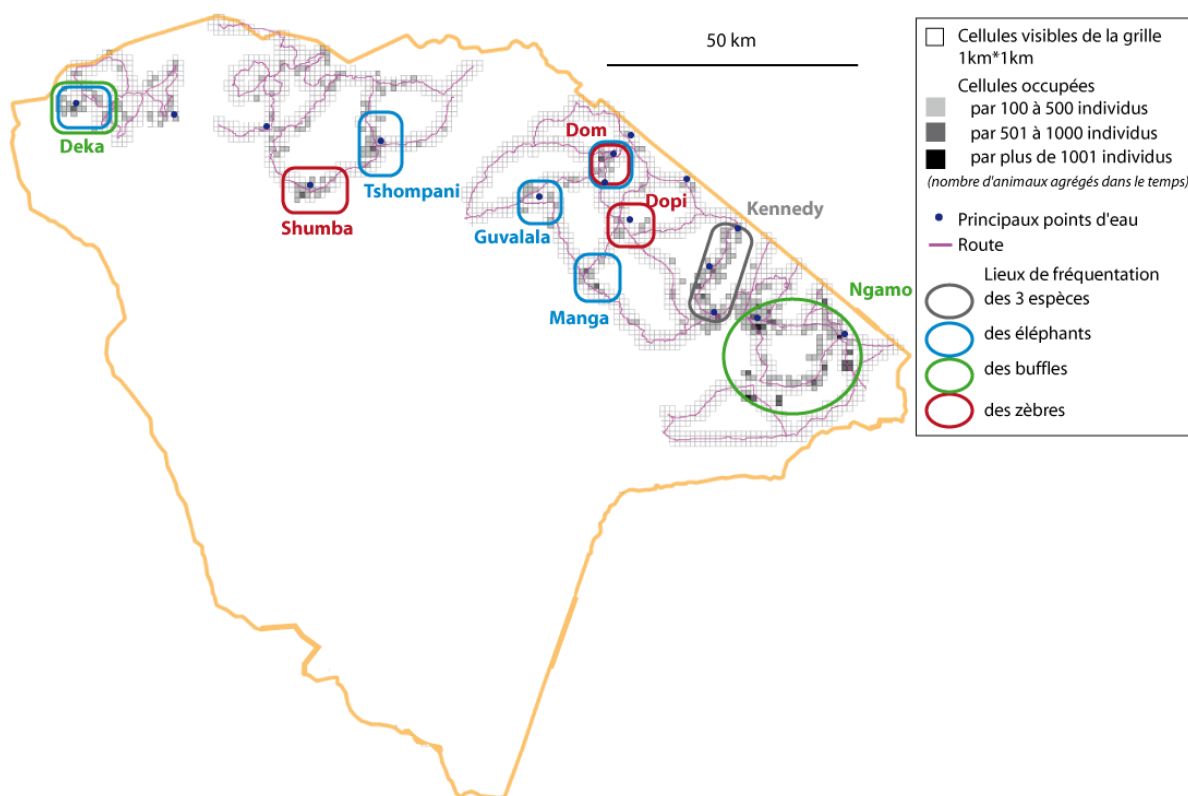 50 km
Deka
Tshompani
Shumba
Dom
Dopi
Guvalala
Kennedy
Manga
Ngamo
Cellules visibles de la grille
1km*1km
Cellules occupées
par 100 à 500 individus
par 501 à 1000 individus
par plus de 1001 individus
(nombre d'animaux agrégés dans le temps)
Principaux points d'eau
Route
Lieux de fréquentation
des 3 espèces
des éléphants
des buffles
des zèbres